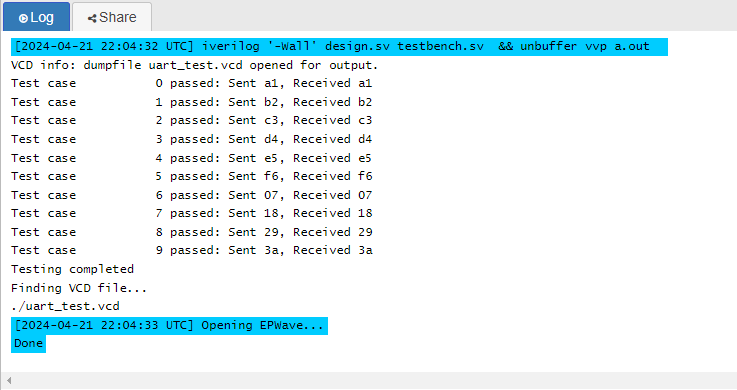 Log Share
[2024-04-21 22:04:32 UTC] iverilog '-Wall' design.sv testbench.sv  && unbuffer vvp a.out
VCD info: dumpfile uart_test.vcd opened for output.
Test case           0 passed: Sent a1, Received a1
Test case           1 passed: Sent b2, Received b2
Test case           2 passed: Sent c3, Received c3
Test case           3 passed: Sent d4, Received d4
Test case           4 passed: Sent e5, Received e5
Test case           5 passed: Sent f6, Received f6
Test case           6 passed: Sent 07, Received 07
Test case           7 passed: Sent 18, Received 18
Test case           8 passed: Sent 29, Received 29
Test case           9 passed: Sent 3a, Received 3a
Testing completed
Finding VCD file...
./uart_test.vcd
[2024-04-21 22:04:33 UTC] Opening EPWave...
Done